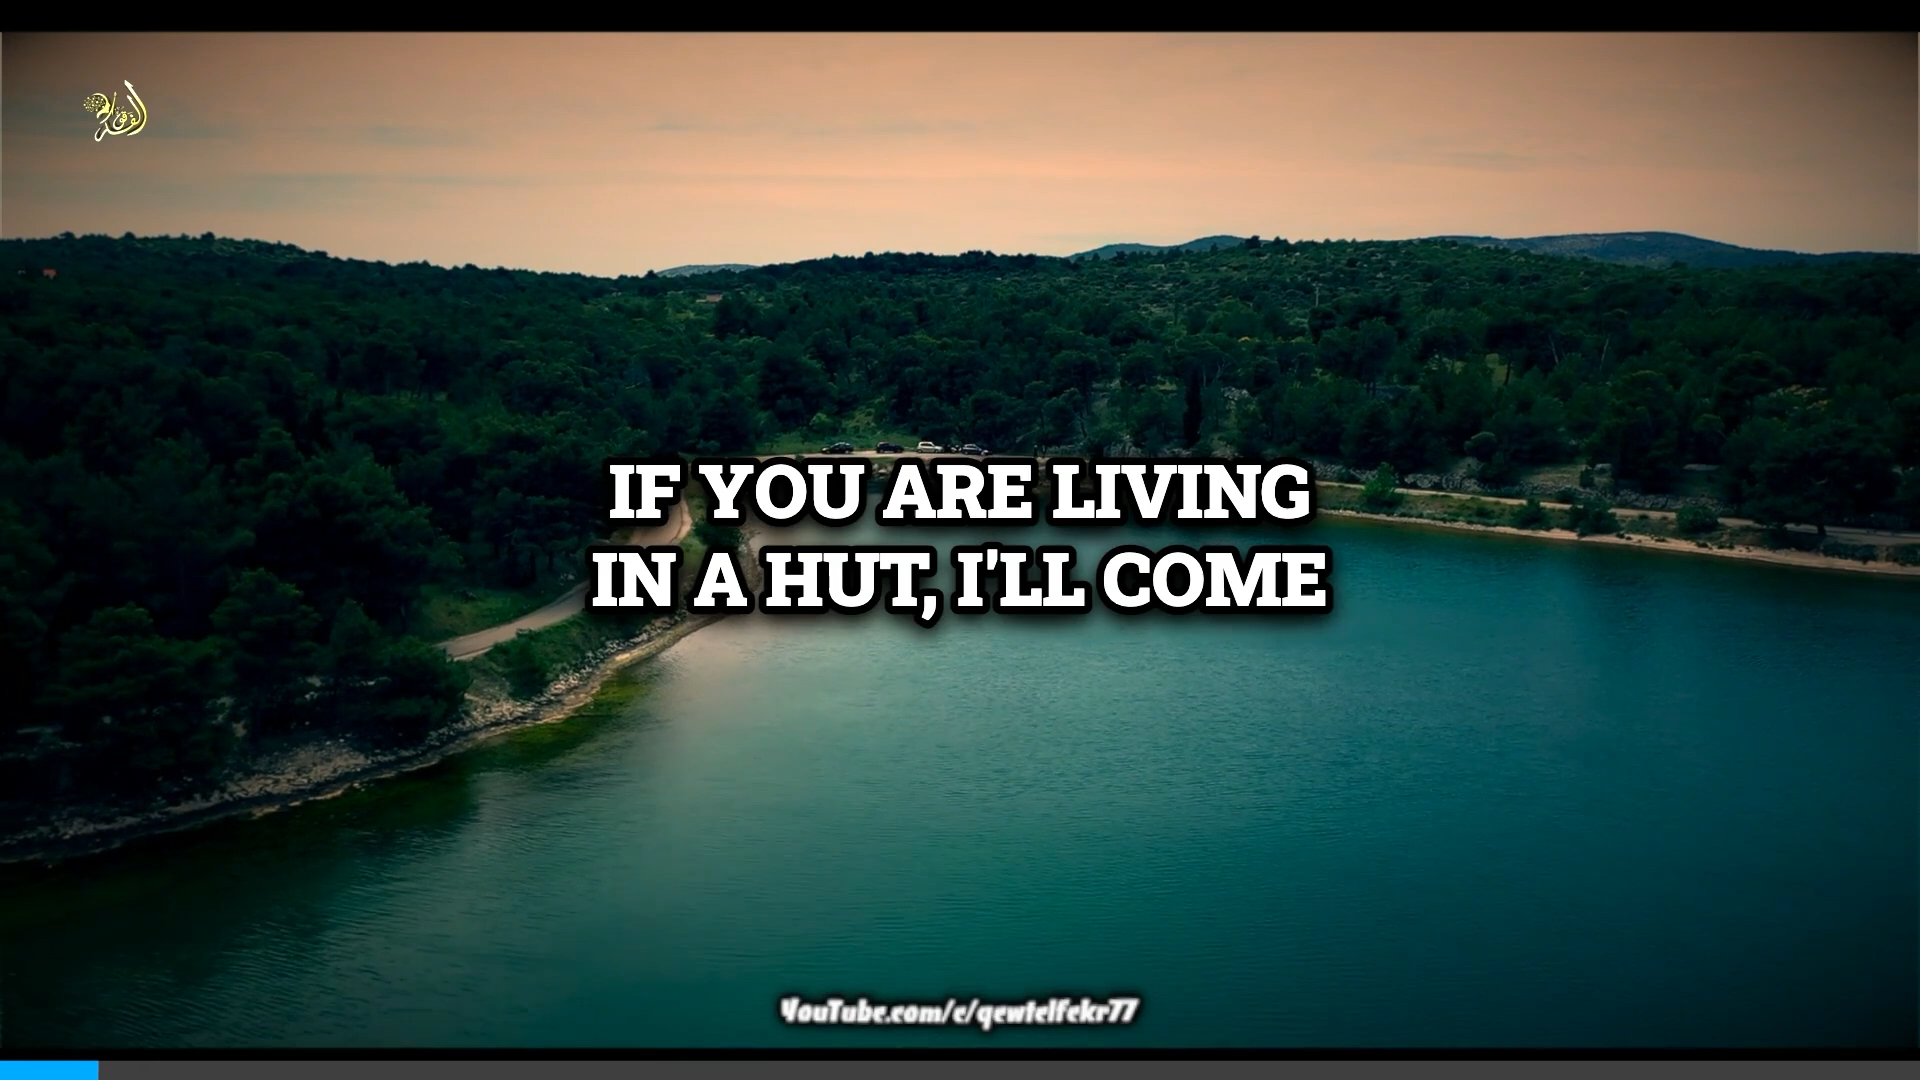 IF YOU ARE LIVING
IN A HUT, I'LL COME
YouTube.com/c/qewtelfekr77